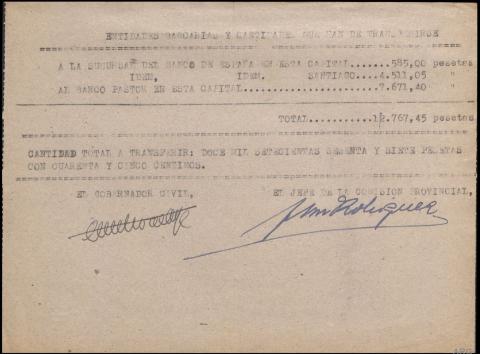 ENTIDADES BANCARIAS Y CANTIDADES QUE HAN DE TRANSFERIRSE
A LA SUCURSAL DEL BANCO DE ESPAÑA EN ESTA CAPITAL......585,00 pesetas
IDEM, IDEM. SANTIAGO....4.511,05 "
AL BANCO PASTOR EN ESTA CAPITAL...................7.671,40 "
TOTAL..........12.767,45 pesetas
CANTIDAD TOTAL A TRANSFERIR: DOCE MIL SETECIENTAS SESENTA Y SIETE PESETAS
CON CUARENTA Y CINCO CENTIMOS.
EL GOBERNADOR CIVIL, EL JEFE DE LA COMISION PROVINCIAL,
Rodriguez